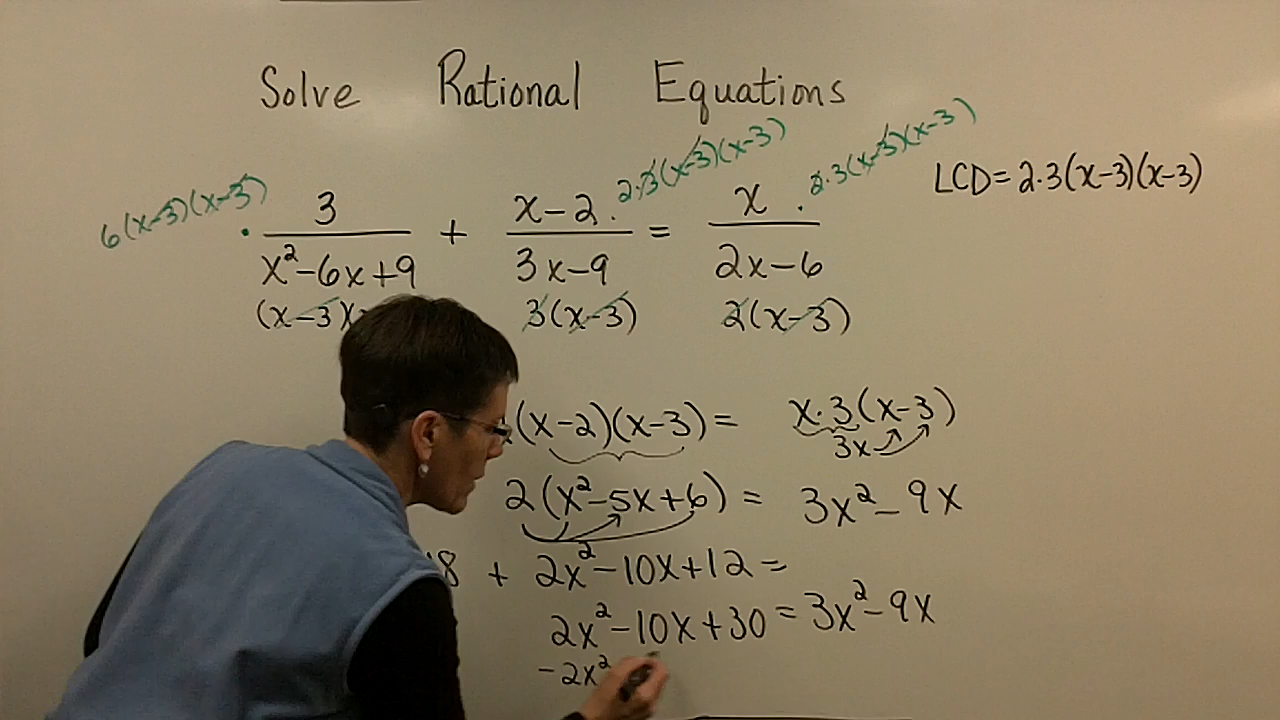 Solve Rational Equations
6(x-3)(x-3) · 3/(x²-6x+9) + (x-2)/(3x-9) · 2·3(x-3)(x-3) = x/(2x-6) · 2·3(x-3)(x-3)
LCD=2·3(x-3)(x-3)
(x-3)( 3(x-3) 2(x-3)
(x-2)(x-3)= x·3(x-3)
3x
2(x²-5x+6) = 3x²-9x
18 + 2x²-10x+12=
2x²-10x+30=3x²-9x
-2x²